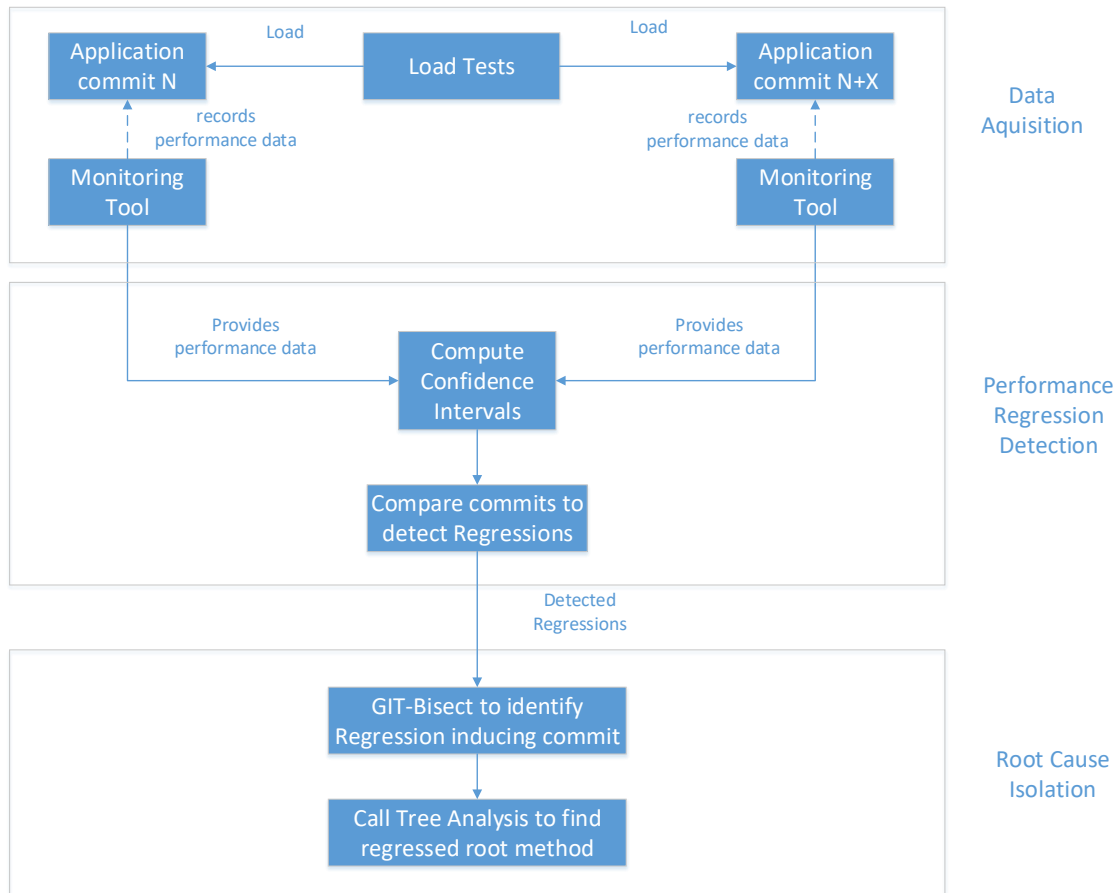 Load
Load
Application
commit N
Load Tests
Application
commit N+X
Data
Aquisition
records
performance data
records
performance data
Monitoring
Tool
Monitoring
Tool
Provides
performance data
Provides
performance data
Compute
Confidence
Intervals
Performance
Regression
Detection
Compare commits to
detect Regressions
Detected
Regressions
GIT-Bisect to identify
Regression inducing commit
Root Cause
Isolation
Call Tree Analysis to find
regressed root method